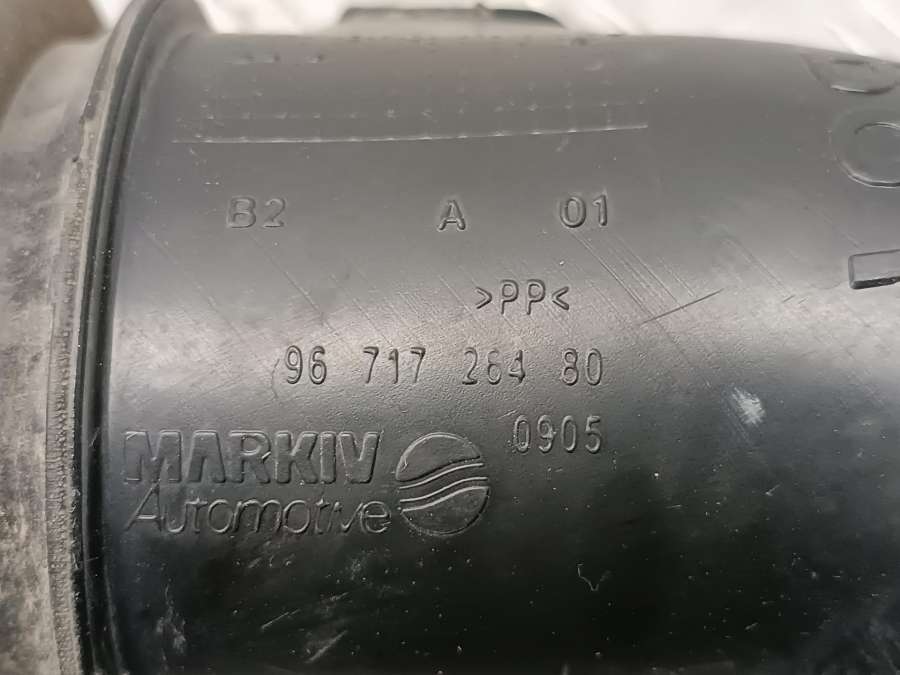 B2 A 01
>PP<
96 717 264 80
0905
MARKIV
Automotive